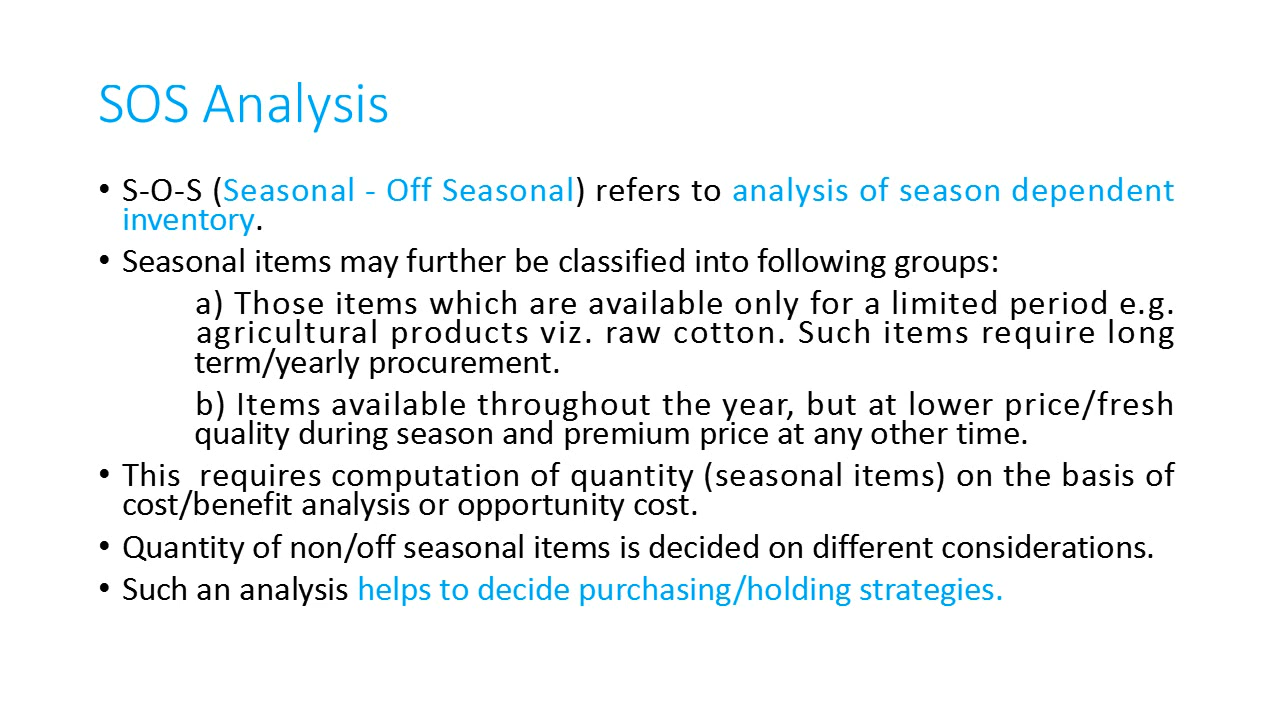 SOS Analysis
• S-O-S (Seasonal - Off Seasonal) refers to analysis of season dependent
inventory.
• Seasonal items may further be classified into following groups:
a) Those items which are available only for a limited period e.g.
agricultural products viz. raw cotton. Such items require long
term/yearly procurement.
b) Items available throughout the year, but at lower price/fresh
quality during season and premium price at any other time.
• This  requires computation of quantity (seasonal items) on the basis of
cost/benefit analysis or opportunity cost.
• Quantity of non/off seasonal items is decided on different considerations.
• Such an analysis helps to decide purchasing/holding strategies.